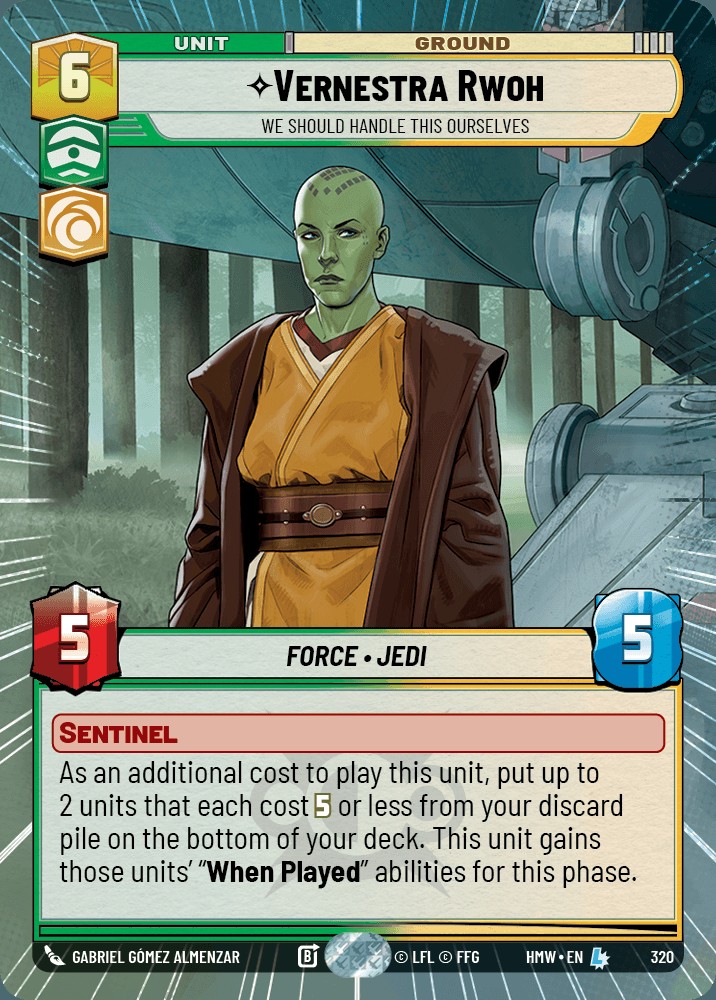 UNIT
GROUND
6
✧VERNESTRA RWOH
WE SHOULD HANDLE THIS OURSELVES
5
FORCE • JEDI
5
SENTINEL
As an additional cost to play this unit, put up to
2 units that each cost 5 or less from your discard
pile on the bottom of your deck. This unit gains
those units’ “When Played” abilities for this phase.
GABRIEL GÓMEZ ALMENZAR
B
© LFL © FFG
HMW • EN
L
320